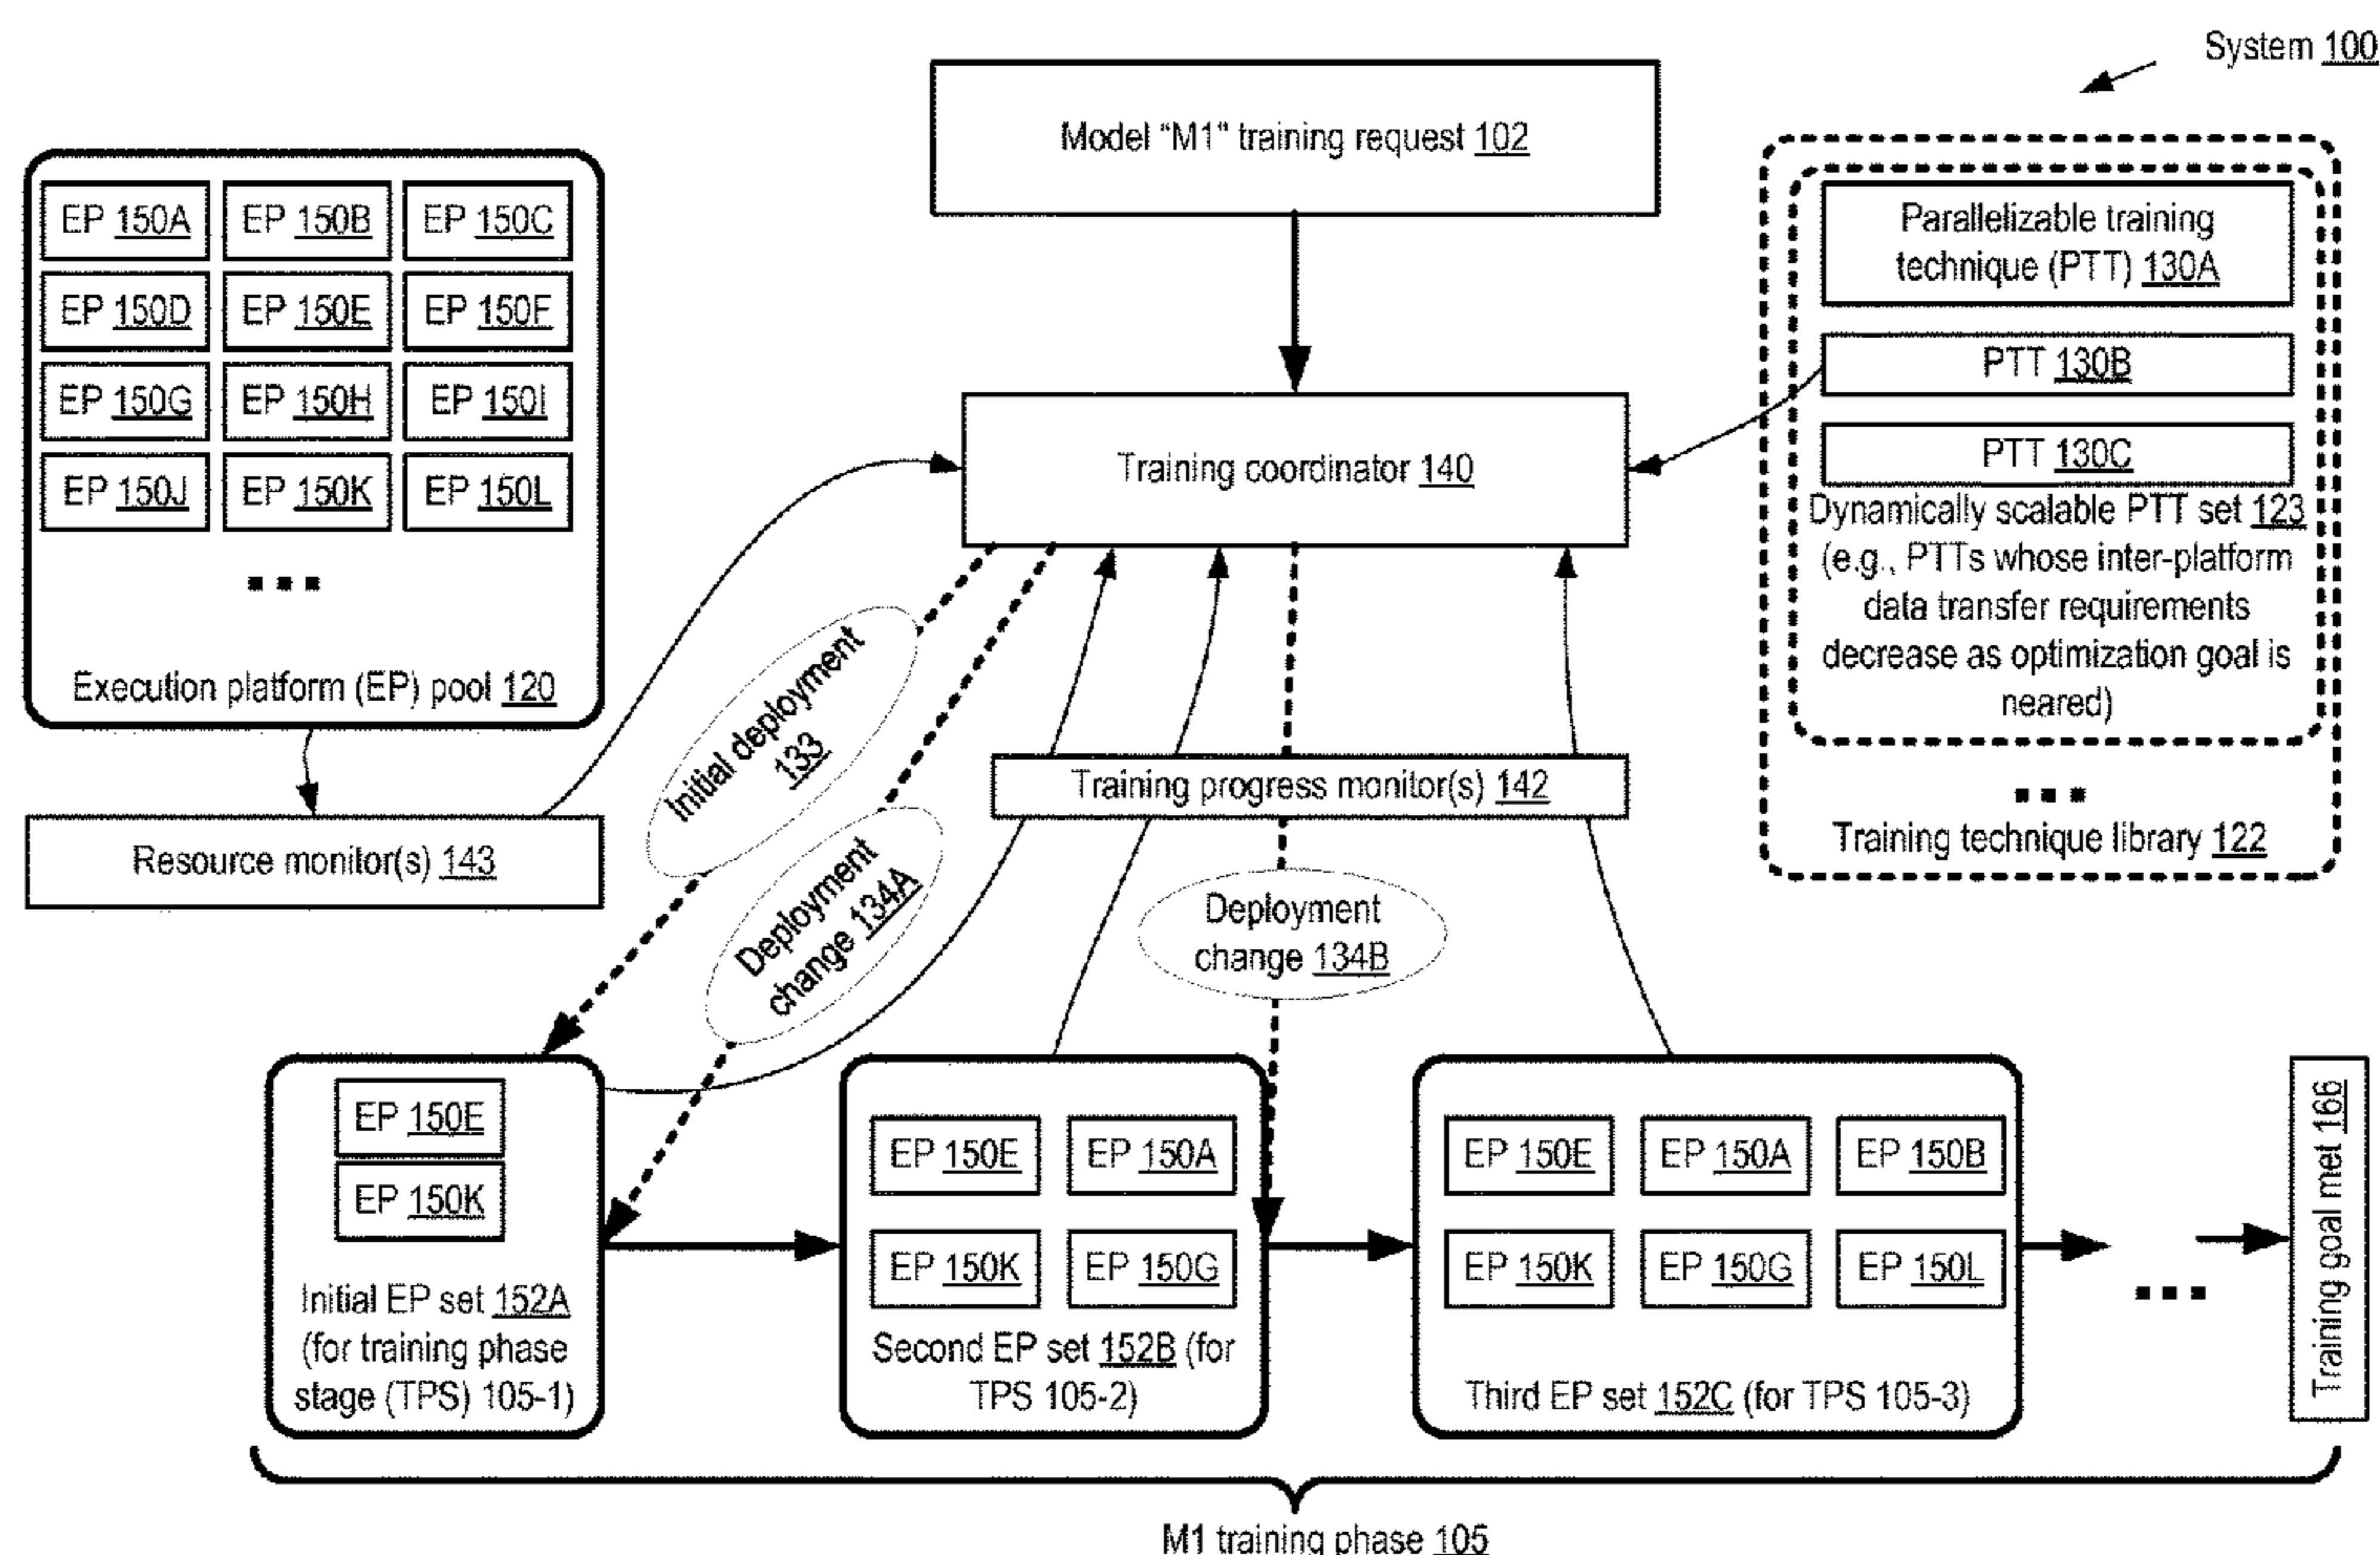 System 100
Model “M1” training request 102
EP 150A
EP 150B
EP 150C
EP 150D
EP 150E
EP 150F
EP 150G
EP 150H
EP 150I
EP 150J
EP 150K
EP 150L
...
Execution platform (EP) pool 120
Resource monitor(s) 143
Parallelizable training
technique (PTT) 130A
PTT 130B
PTT 130C
Dynamically scalable PTT set 123
(e.g., PTTs whose inter-platform
data transfer requirements
decrease as optimization goal is
neared)
...
Training technique library 122
Training coordinator 140
Initial deployment
133
Deployment
change 134A
Training progress monitor(s) 142
Deployment
change 134B
EP 150E
EP 150K
Initial EP set 152A
(for training phase
stage (TPS) 105-1)
EP 150E
EP 150A
EP 150K
EP 150G
Second EP set 152B (for
TPS 105-2)
EP 150E
EP 150A
EP 150B
EP 150K
EP 150G
EP 150L
Third EP set 152C (for TPS 105-3)
...
Training goal met 166
M1 training phase 105